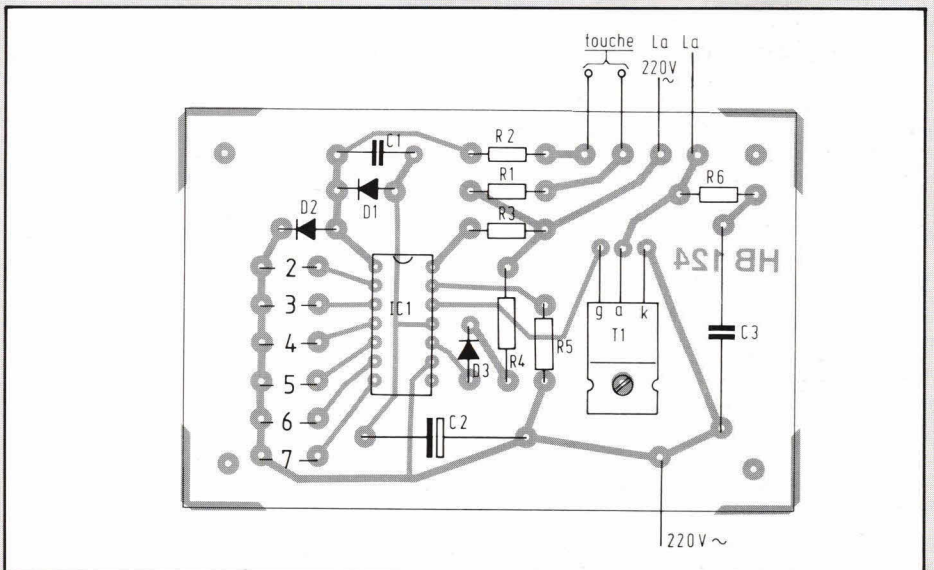 touche La La
220V
~
C1 R2
R1 R6
D1
D2 R3
HB 124
2
3 IC1
g a k
4 T1 C3
R4 R5
D3
5
6 C2
7
220V ~